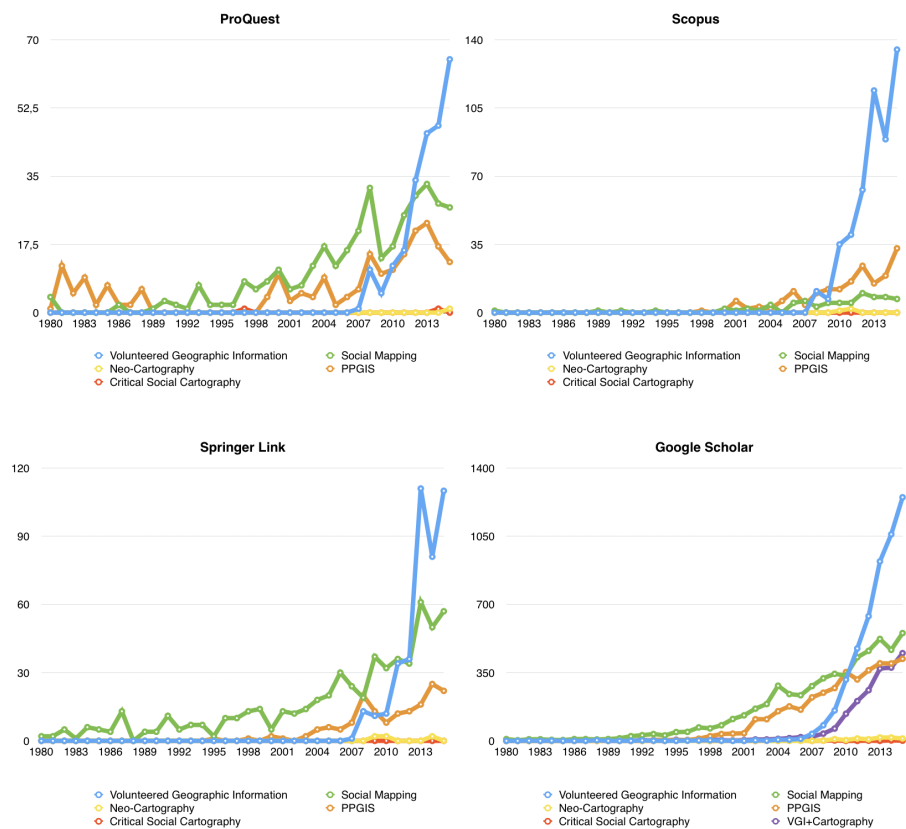 ProQuest
70
52,5
35
17,5
0
1980 1983 1986 1989 1992 1995 1998 2001 2004 2007 2010 2013
Volunteered Geographic Information Social Mapping
Neo-Cartography PPGIS
Critical Social Cartography
Scopus
140
105
70
35
0
1980 1983 1986 1989 1992 1995 1998 2001 2004 2007 2010 2013
Volunteered Geographic Information Social Mapping
Neo-Cartography PPGIS
Critical Social Cartography
Springer Link
120
90
60
30
0
1980 1983 1986 1989 1992 1995 1998 2001 2004 2007 2010 2013
Volunteered Geographic Information Social Mapping
Neo-Cartography PPGIS
Critical Social Cartography
Google Scholar
1400
1050
700
350
0
1980 1983 1986 1989 1992 1995 1998 2001 2004 2007 2010 2013
Volunteered Geographic Information Social Mapping
Neo-Cartography PPGIS
Critical Social Cartography VGI+Cartography